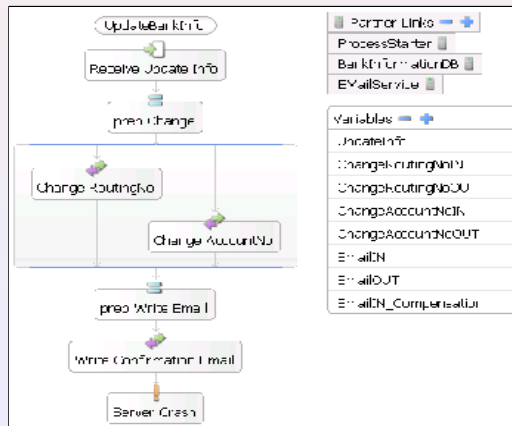 UpdateBankInfo
Receive Update Info
prep Change
Change RoutingNo
Change AccountNo
prep Write Email
Write Confirmation Email
Server Crash
Partner Links
ProcessStarter
BankInformationDB
EMailService
Variables
UpdateInfo
ChangeRoutingNoIN
ChangeRoutingNoOU
ChangeAccountNoIN
ChangeAccountNoOUT
EmailIN
EmailOUT
EmailIN_Compensation